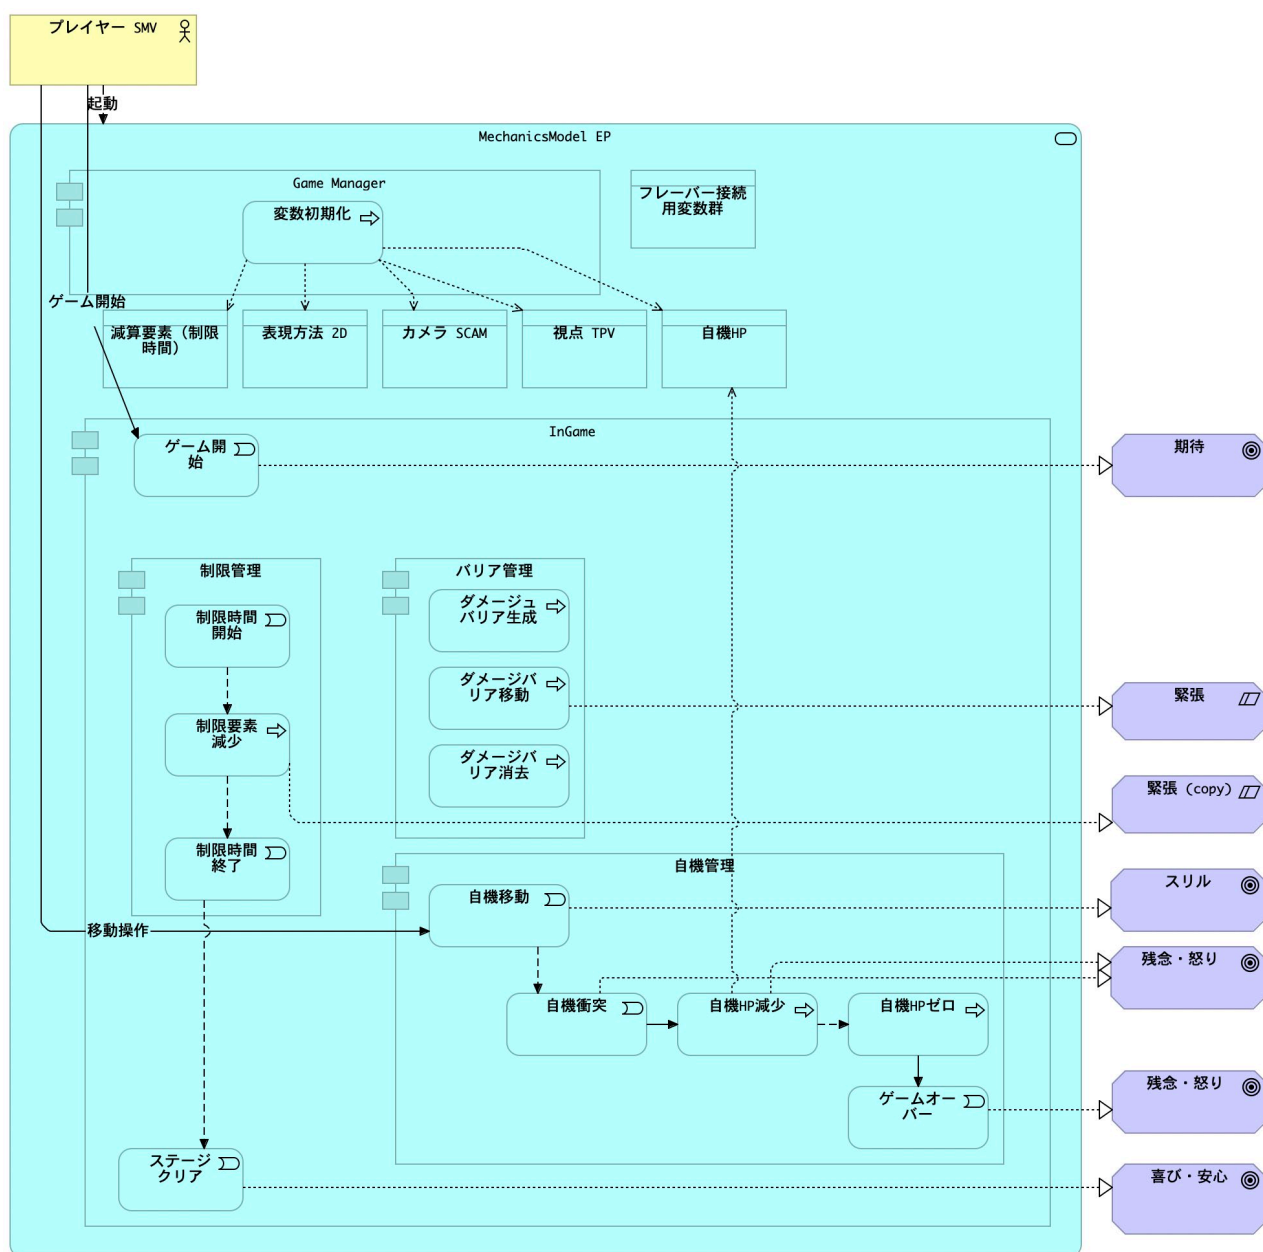 プレイヤー SMV
起動
MechanicsModel EP
Game Manager
変数初期化
フレーバー接続
用変数群
ゲーム開始
減算要素（制限
時間）
表現方法 2D
カメラ SCAM
視点 TPV
自機HP
InGame
ゲーム開
始
期待
制限管理
制限時間
開始
制限要素
減少
制限時間
終了
バリア管理
ダメージュ
バリア生成
ダメージバ
リア移動
ダメージバ
リア消去
緊張
緊張 (copy)
自機管理
自機移動
スリル
移動操作
残念・怒り
自機衝突
自機HP減少
自機HPゼロ
ゲームオー
バー
残念・怒り
ステージ
クリア
喜び・安心